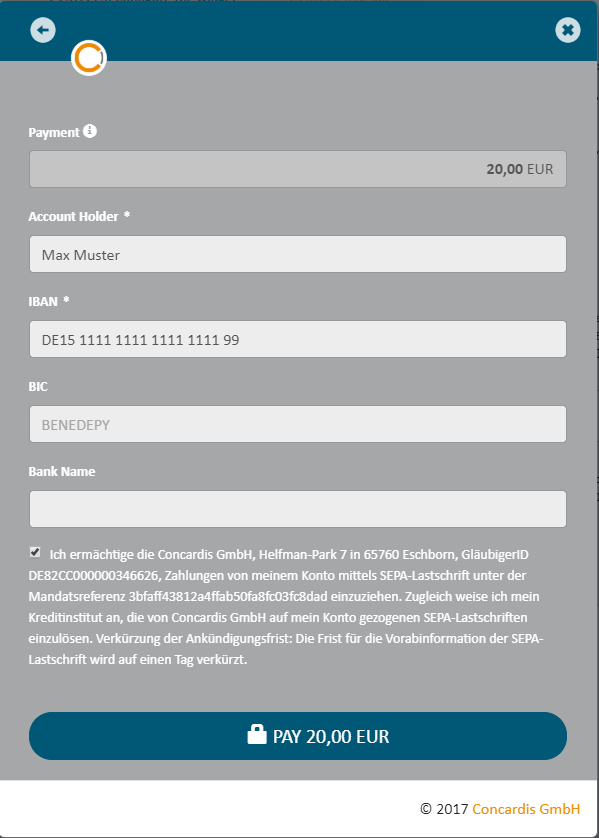 Payment
20,00 EUR
Account Holder *
Max Muster
IBAN *
DE15 1111 1111 1111 1111 99
BIC
BENEDEPY
Bank Name
Ich ermächtige die Concardis GmbH, Helfman-Park 7 in 65760 Eschborn, GläubigerID
DE82CC000000346626, Zahlungen von meinem Konto mittels SEPA-Lastschrift unter der
Mandatsreferenz 3bfaff43812a4ffab50fa8fc03fc8dad einzuziehen. Zugleich weise ich mein
Kreditinstitut an, die von Concardis GmbH auf mein Konto gezogenen SEPA-Lastschriften
einzulösen. Verkürzung der Ankündigungsfrist: Die Frist für die Vorabinformation der SEPA-
Lastschrift wird auf einen Tag verkürzt.
PAY 20,00 EUR
© 2017 Concardis GmbH